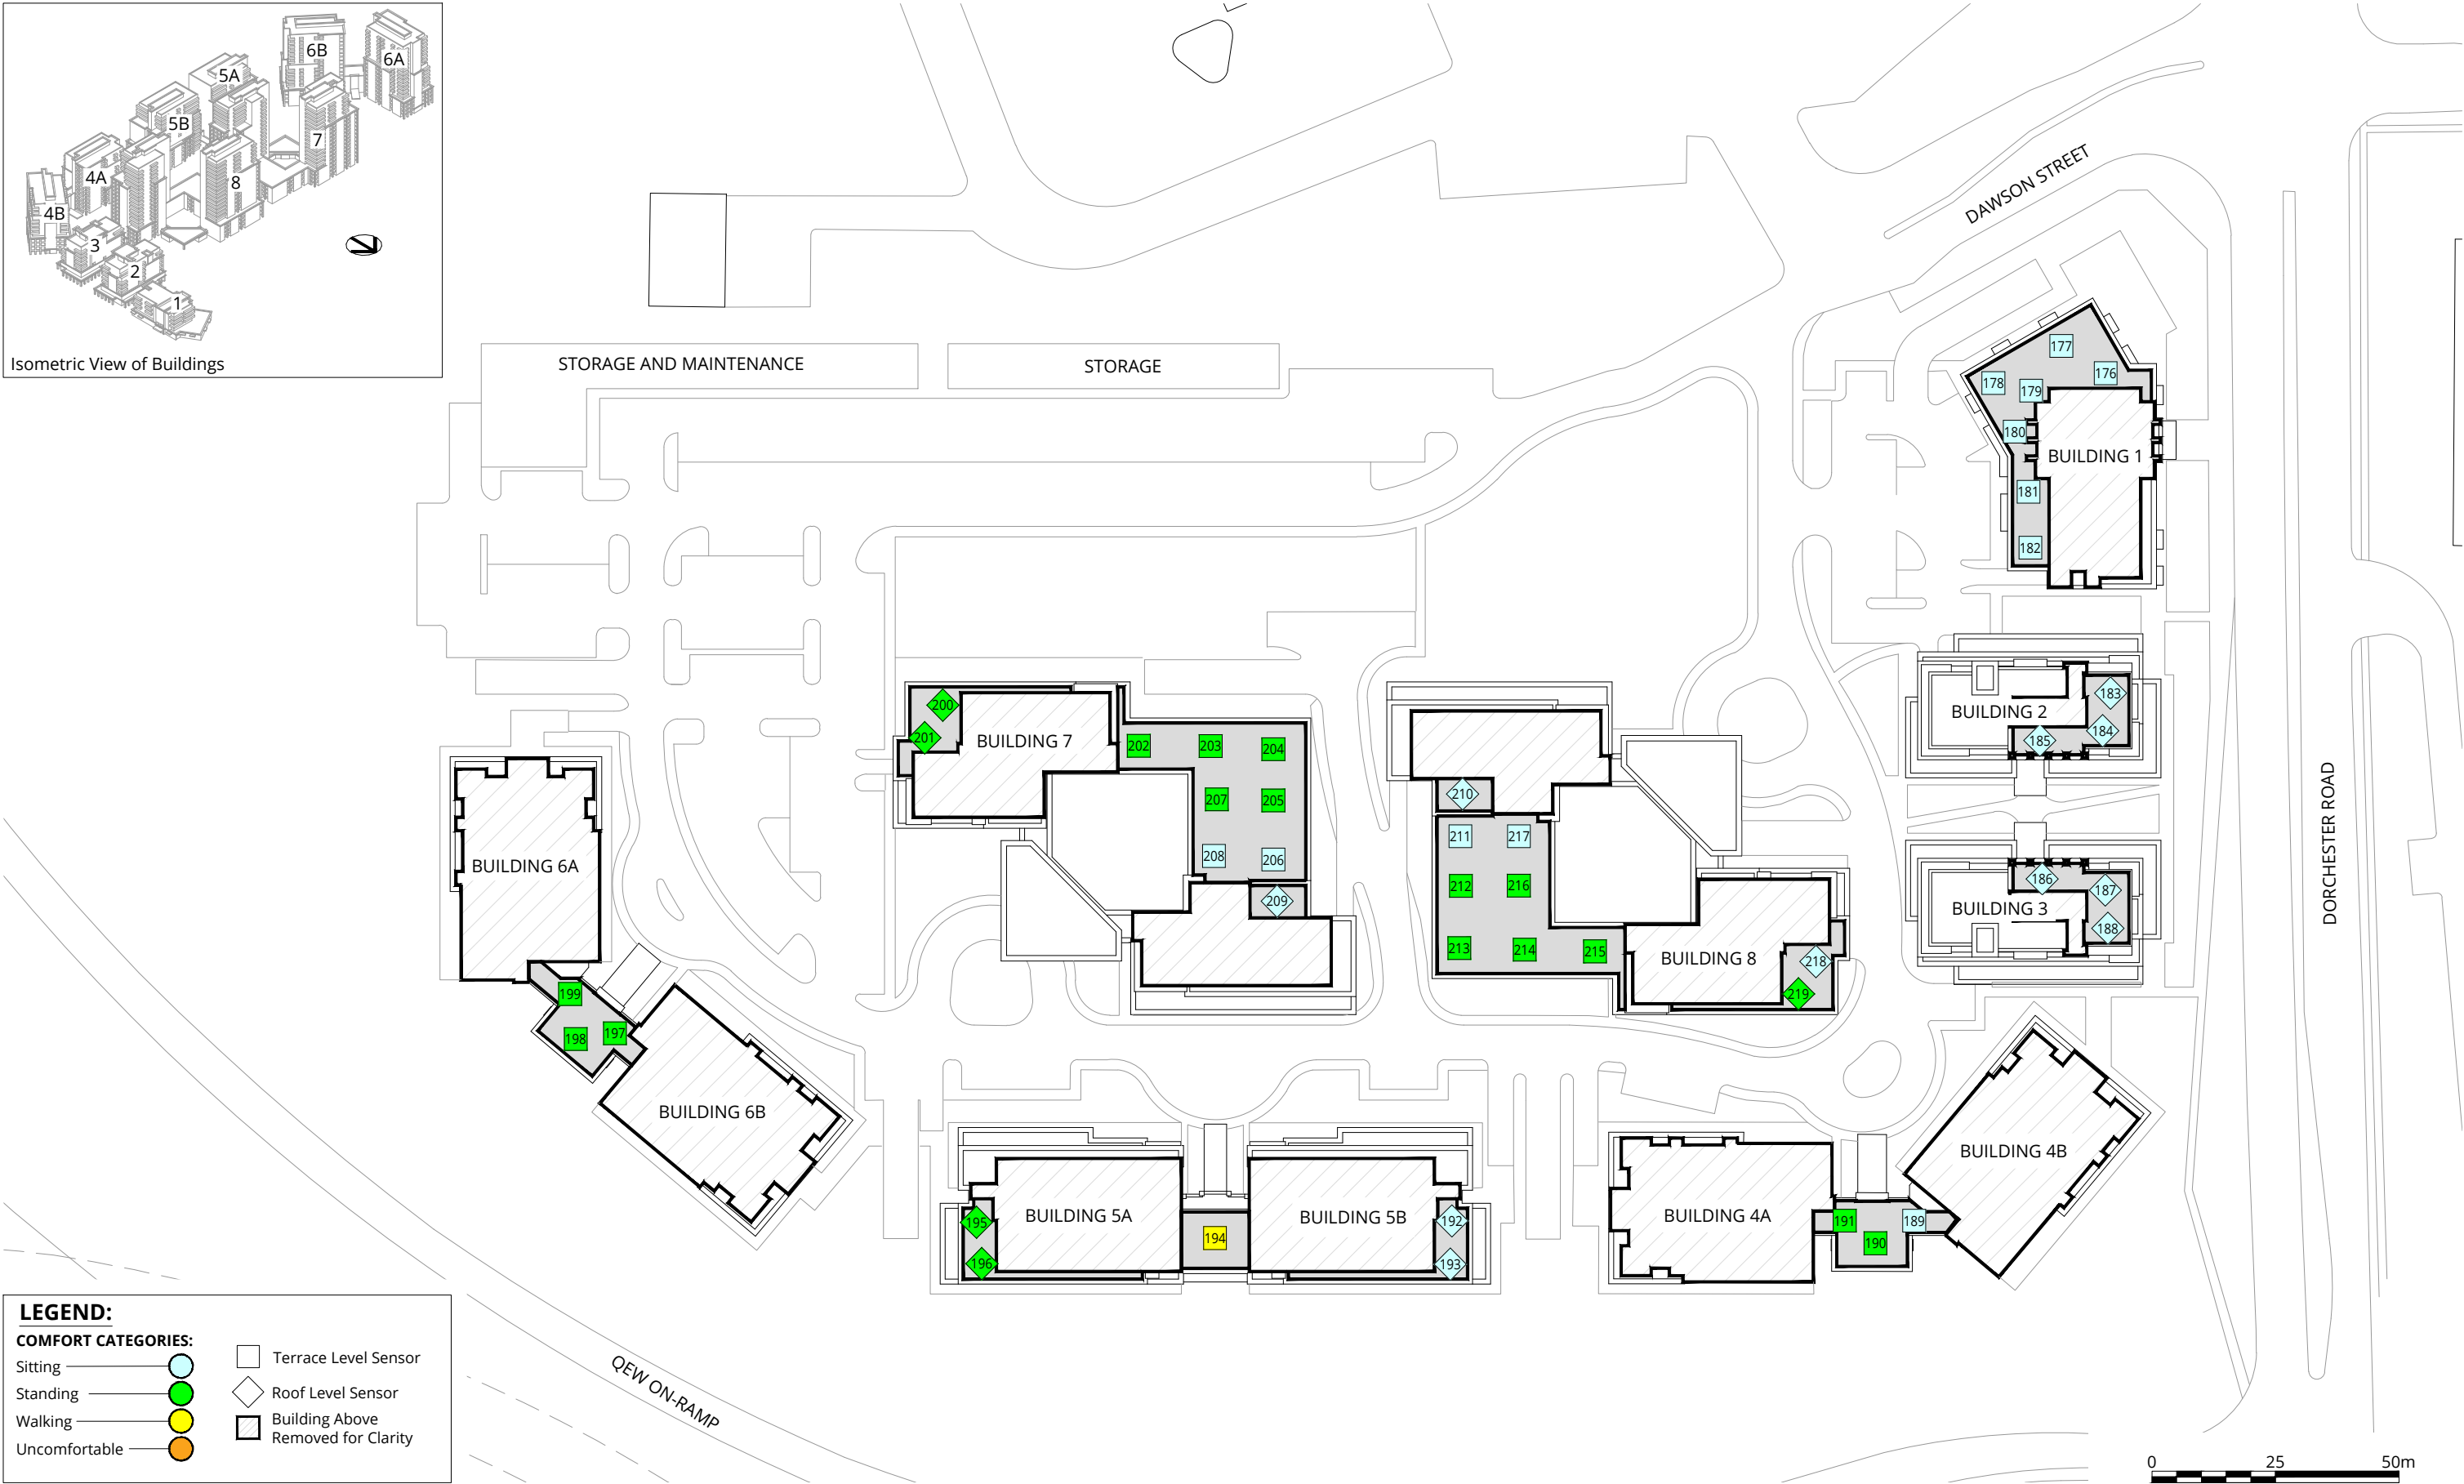 6B
6A
5A
5B
7
4A
8
4B
3
2
1
Isometric View of Buildings
DAWSON STREET
STORAGE AND MAINTENANCE
STORAGE
177
176
178
179
180
BUILDING 1
181
182
183
BUILDING 2
184
185
200
201
BUILDING 7
202
203
204
207
205
208
206
209
210
211
217
212
216
213
214
215
BUILDING 8
218
219
186
187
BUILDING 3
188
DORCHESTER ROAD
BUILDING 6A
199
198
197
BUILDING 6B
BUILDING 4B
195
BUILDING 5A
196
194
BUILDING 5B
192
193
BUILDING 4A
191
189
190
QEW ON-RAMP
LEGEND:
COMFORT CATEGORIES:
Sitting
Standing
Walking
Uncomfortable
Terrace Level Sensor
Roof Level Sensor
Building Above
Removed for Clarity
0 25 50m